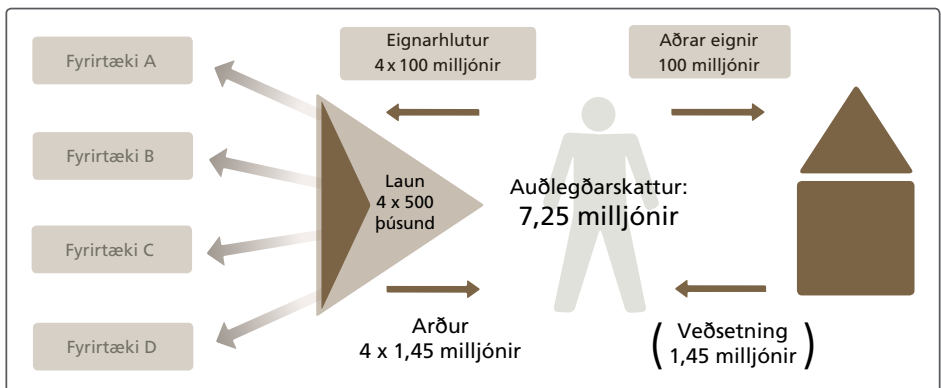 Fyrirtæki A
Fyrirtæki B
Fyrirtæki C
Fyrirtæki D
Eignarhlutur
4 x 100 milljónir
Aðrar eignir
100 milljónir
Laun
4 x 500
þúsund
Auðlegðarskattur:
7,25 milljónir
Arður
4 x 1,45 milljónir
( Veðsetning
1,45 milljónir )